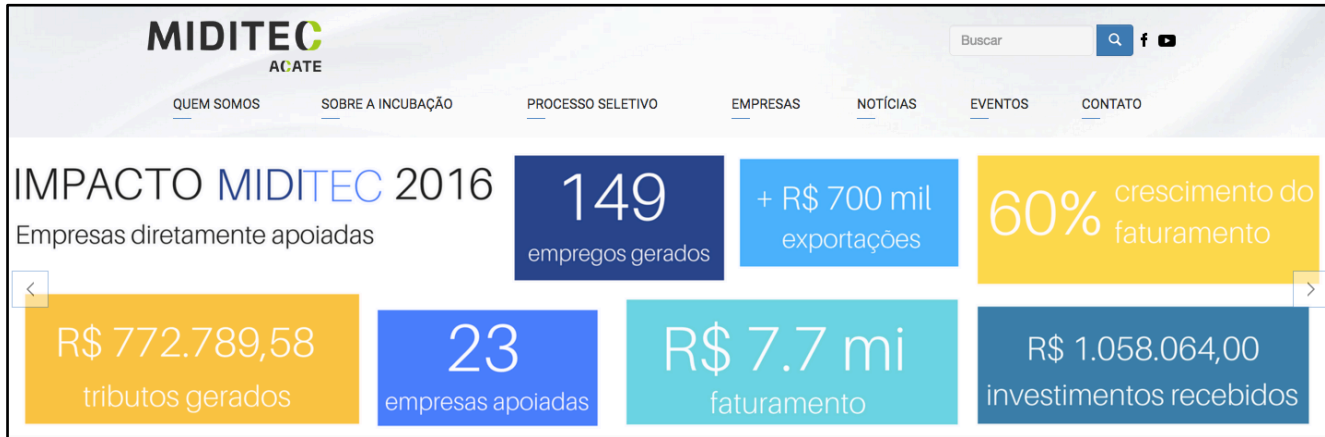 MIDITEC
ACATE
Buscar
QUEM SOMOS SOBRE A INCUBAÇÃO PROCESSO SELETIVO EMPRESAS NOTÍCIAS EVENTOS CONTATO
IMPACTO MIDITEC 2016
Empresas diretamente apoiadas
149
empregos gerados
+ R$ 700 mil
exportações
60% crescimento do
faturamento
R$ 772.789,58
tributos gerados
23
empresas apoiadas
R$ 7.7 mi
faturamento
R$ 1.058.064,00
investimentos recebidos